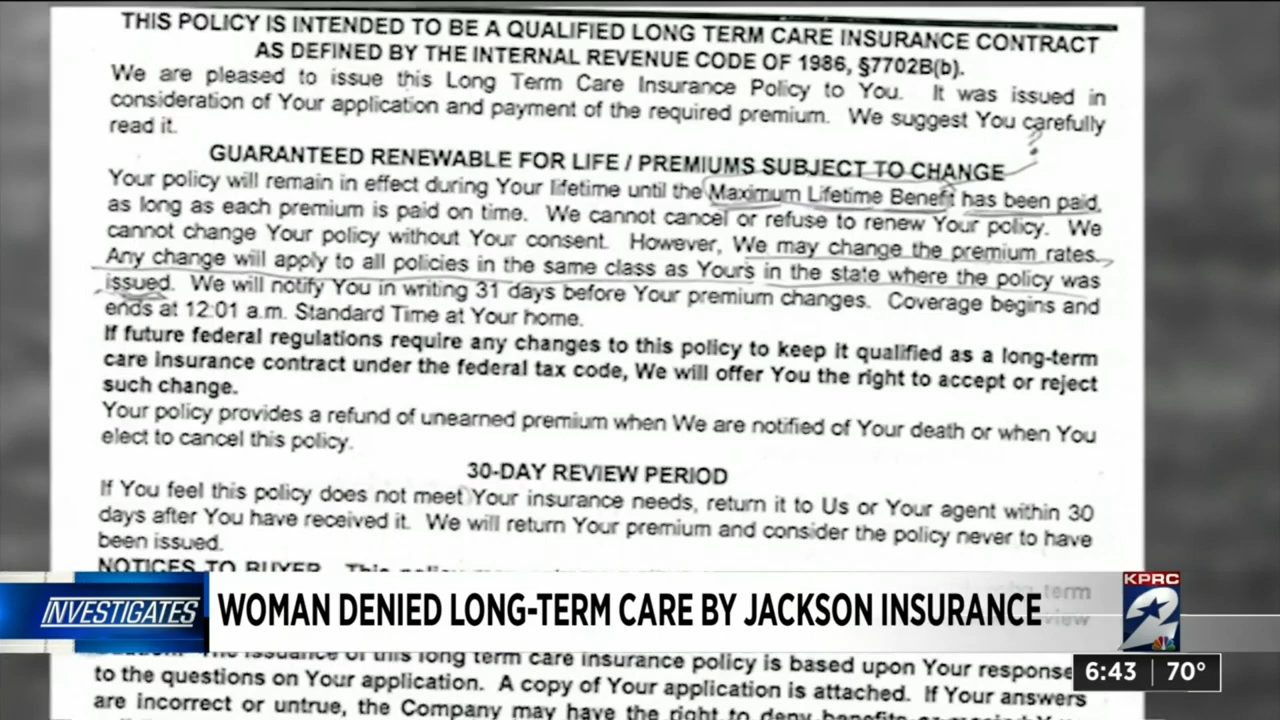 THIS POLICY IS INTENDED TO BE A QUALIFIED LONG TERM CARE INSURANCE CONTRACT
AS DEFINED BY THE INTERNAL REVENUE CODE OF 1986, §7702B(b).
We are pleased to issue this Long Term Care Insurance Policy to You. It was issued in
consideration of Your application and payment of the required premium. We suggest You carefully
read it.
GUARANTEED RENEWABLE FOR LIFE / PREMIUMS SUBJECT TO CHANGE
Your policy will remain in effect during Your lifetime until the Maximum Lifetime Benefit has been paid,
as long as each premium is paid on time. We cannot cancel or refuse to renew Your policy. We
cannot change Your policy without Your consent. However, We may change the premium rates.
Any change will apply to all policies in the same class as Yours in the state where the policy was
issued. We will notify You in writing 31 days before Your premium changes. Coverage begins and
ends at 12:01 a.m. Standard Time at Your home.
If future federal regulations require any changes to this policy to keep it qualified as a long-term
care insurance contract under the federal tax code, We will offer You the right to accept or reject
such change.
Your policy provides a refund of unearned premium when We are notified of Your death or when You
elect to cancel this policy.
30-DAY REVIEW PERIOD
If You feel this policy does not meet Your insurance needs, return it to Us or Your agent within 30
days after You have received it. We will return Your premium and consider the policy never to have
been issued.
NOTICES TO BUYER. This policy
term
INVESTIGATES
WOMAN DENIED LONG-TERM CARE BY JACKSON INSURANCE
KPRC
2
The issuance of this long term care insurance policy is based upon Your response
6:43 70°
to the questions on Your application. A copy of Your application is attached. If Your answers
are incorrect or untrue, the Company may have the right to deny benefits or